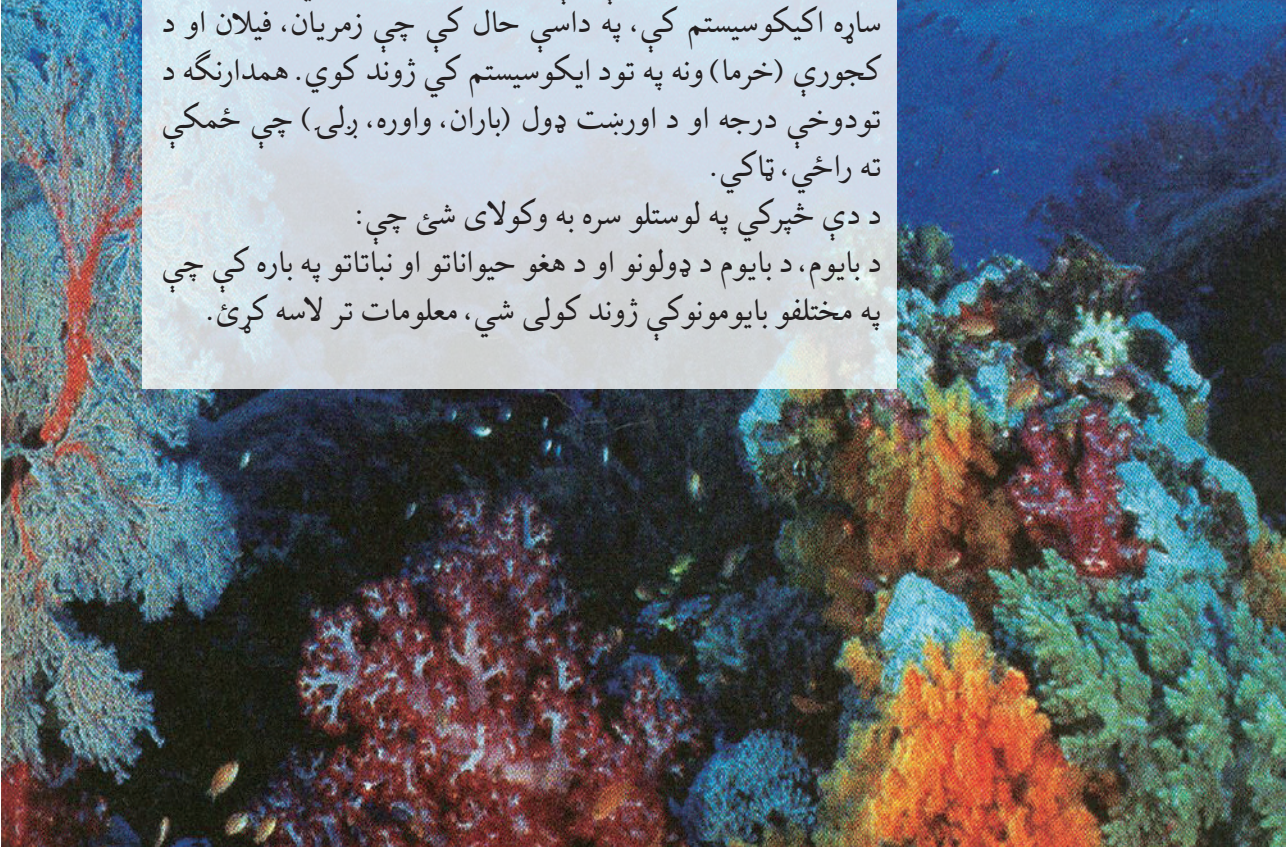 ساړه اکیکوسیستم کې، په داسې حال کې چې زمریان، فیلان او د
کجورې (خرما) ونه په تود ایکوسیستم کې ژوند کوي. همدارنگه د
تودوخې درجه او د اورښت ډول (باران، واوره، ږلۍ) چې ځمکې
ته راځي، ټاکي.
د دې څپرکي په لوستلو سره به وکولای شئ چې:
د بایوم، د بایوم د ډولونو او د هغو حیواناتو او نباتاتو په باره کې چې
په مختلفو بایومونوکې ژوند کولی شي، معلومات تر لاسه کړئ.